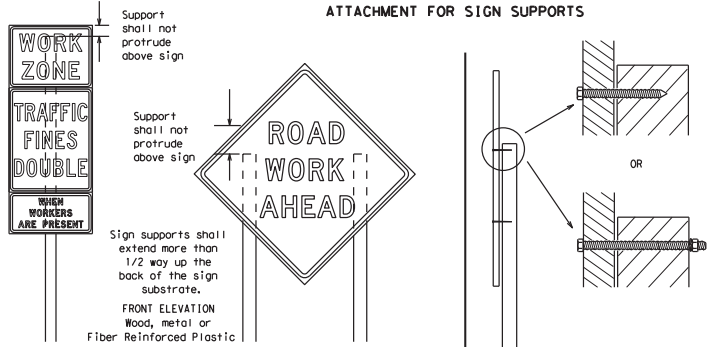 ATTACHMENT FOR SIGN SUPPORTS
Support
shall not
protrude
above sign
WORK
ZONE
TRAFFIC
FINES
DOUBLE
WHEN
WORKERS
ARE PRESENT
Support
shall not
protrude
above sign
ROAD
WORK
AHEAD
Sign supports shall
extend more than
1/2 way up the
back of the sign
substrate.
FRONT ELEVATION
Wood, metal or
Fiber Reinforced Plastic
OR